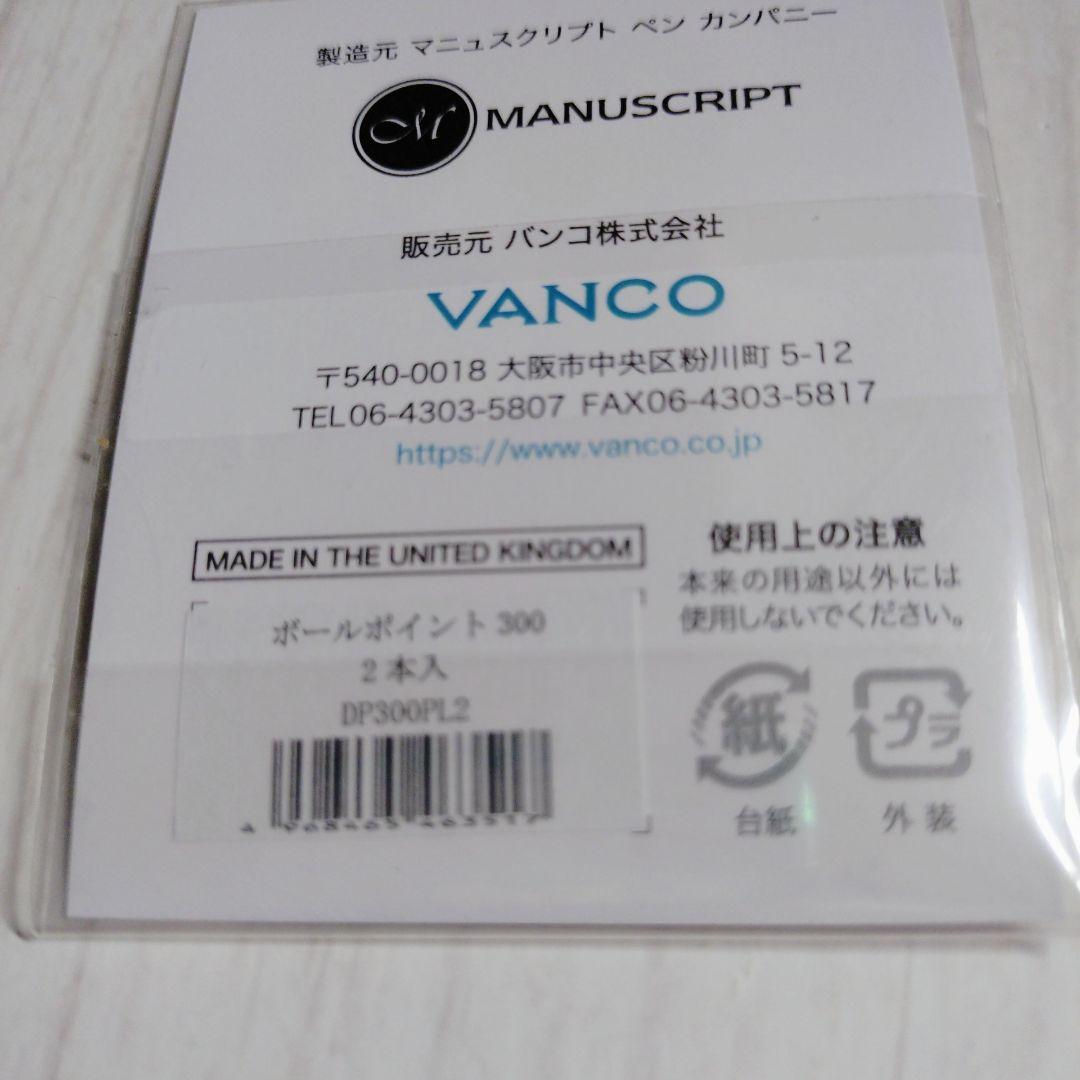 製造元 マニュスクリプト ペン カンパニー
M MANUSCRIPT
販売元 バンコ株式会社
VANCO
〒540-0018 大阪市中央区粉川町 5-12
TEL06-4303-5807 FAX06-4303-5817
https://www.vanco.co.jp
MADE IN THE UNITED KINGDOM
使用上の注意
本来の用途以外には
使用しないでください。
ボールポイント300
2本入
DP300PL2
紙 プラ
台紙 外装